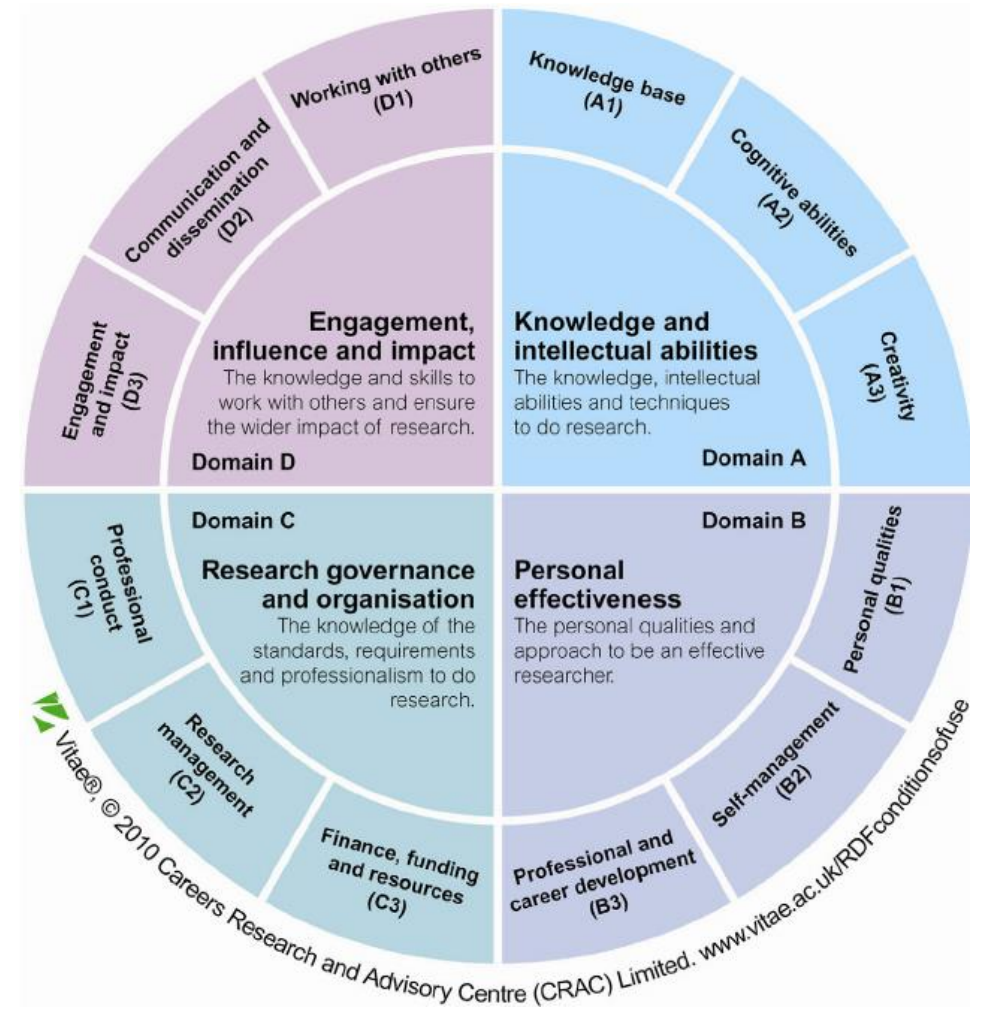 Working with others
(D1)
Knowledge base
(A1)
Cognitive abilities
(A2)
Creativity
(A3)
Communication and
dissemination
(D2)
Engagement
and impact
(D3)
Engagement,
influence and impact
The knowledge and skills to
work with others and ensure
the wider impact of research.
Domain D
Knowledge and
intellectual abilities
The knowledge, intellectual
abilities and techniques
to do research.
Domain A
Domain C
Research governance
and organisation
The knowledge of the
standards, requirements
and professionalism to do
research.
Domain B
Personal
effectiveness
The personal qualities and
approach to be an effective
researcher.
Personal qualities
(B1)
Self-management
(B2)
Professional and
career development
(B3)
Professional
conduct
(C1)
Research
management
(C2)
Finance, funding
and resources
(C3)
Vitae®, © 2010 Careers Research and Advisory Centre (CRAC) Limited. www.vitae.ac.uk/RDFconditionsofuse